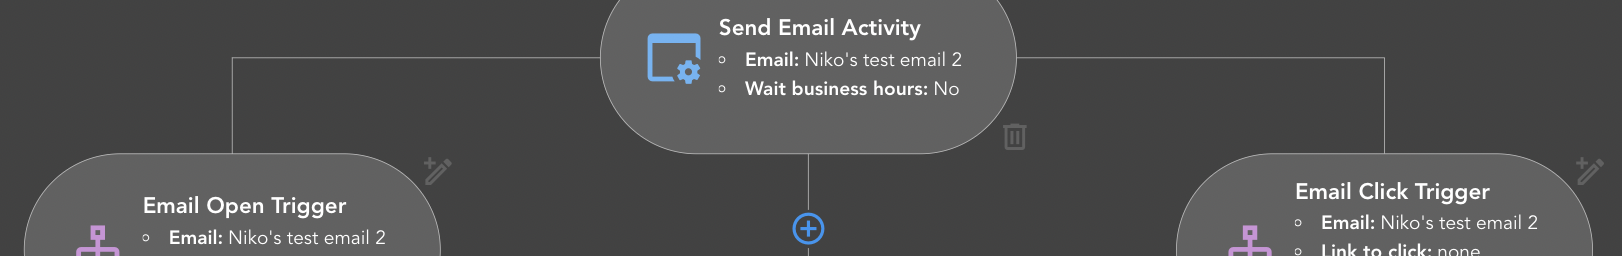 Send Email Activity
Email: Niko's test email 2
Wait business hours: No
Email Open Trigger
Email: Niko's test email 2
Email Click Trigger
Email: Niko's test email 2
Link to click: none